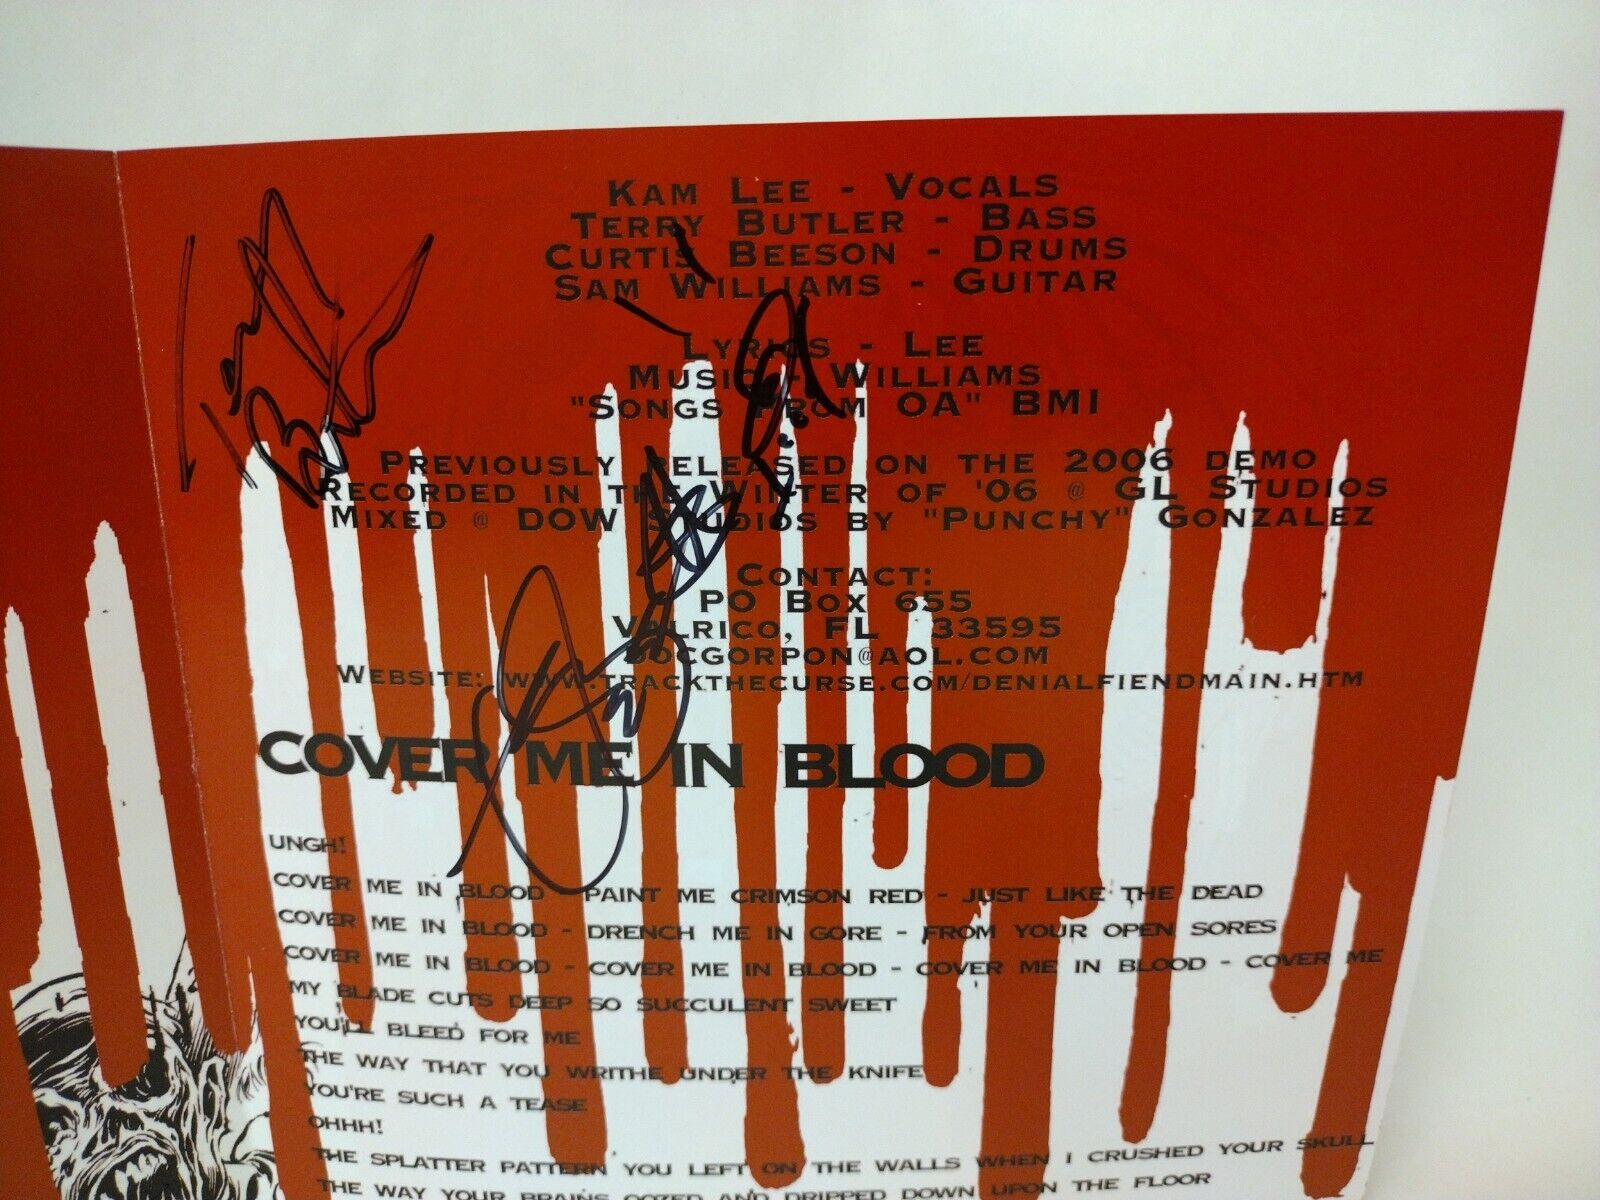 Kam Lee - Vocals
Terry Butler - Bass
Curtis Beeson - Drums
Sam Williams - Guitar
Lyrics - Lee
Music - Williams
"Songs From OA" BMI
Previously released on the 2006 demo
Recorded in the Winter of '06 @ GL Studios
Mixed @ DOW Studios by "Punchy" Gonzalez
Contact:
PO Box 655
Valrico, FL 33595
docgorpon@aol.com
Website: www.trackthecurse.com/denialfiendmain.htm
COVER ME IN BLOOD
UNGH!
COVER ME IN BLOOD - PAINT ME CRIMSON RED - JUST LIKE THE DEAD
COVER ME IN BLOOD - DRENCH ME IN GORE - FROM YOUR OPEN SORES
COVER ME IN BLOOD - COVER ME IN BLOOD - COVER ME IN BLOOD - COVER ME
MY BLADE CUTS DEEP SO SUCCULENT SWEET
YOU'LL BLEED FOR ME
THE WAY THAT YOU WRITHE UNDER THE KNIFE
YOU'RE SUCH A TEASE
OHHH!
THE SPLATTER PATTERN YOU LEFT ON THE WALLS WHEN I CRUSHED YOUR SKULL
THE WAY YOUR BRAINS OOZED AND DRIPPED DOWN UPON THE FLOOR